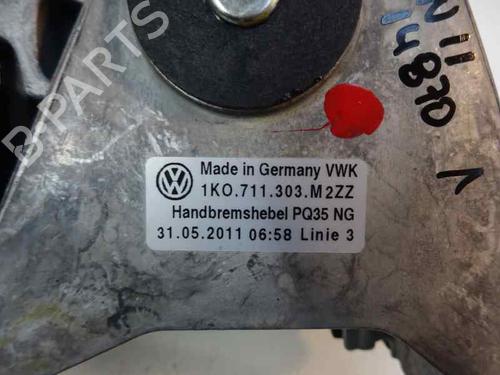 Made in Germany VWK
1K0.711.303.M2ZZ
Handbremshebel PQ35 NG
31.05.2011 06:58 Linie 3
B-PARTS